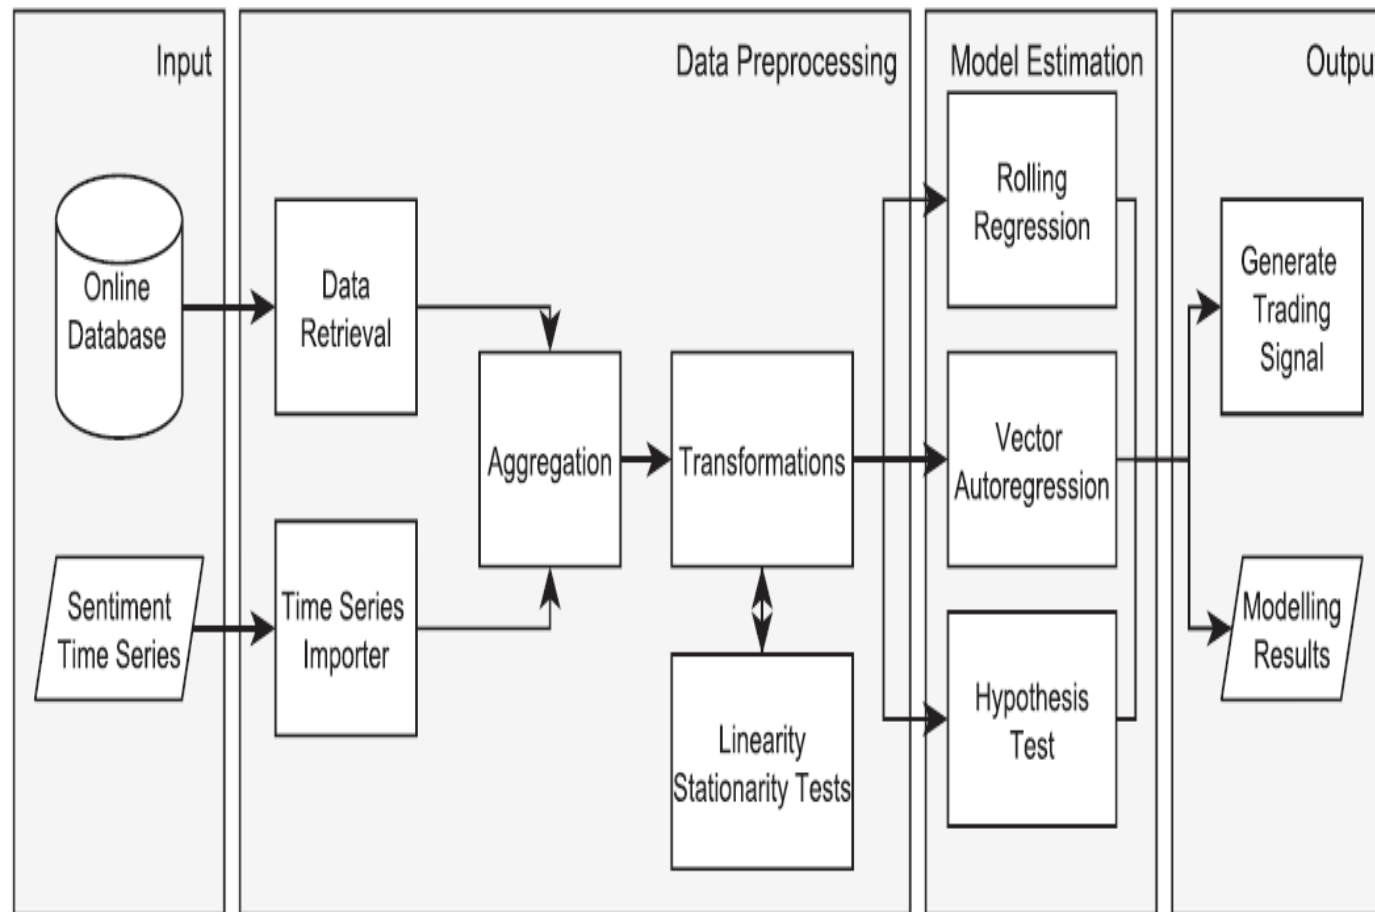 Input
Data Preprocessing
Model Estimation
Outpu
Online
Database
Sentiment
Time Series
Data
Retrieval
Time Series
Importer
Aggregation
Transformations
Linearity
Stationarity Tests
Rolling
Regression
Vector
Autoregression
Hypothesis
Test
Generate
Trading
Signal
Modelling
Results